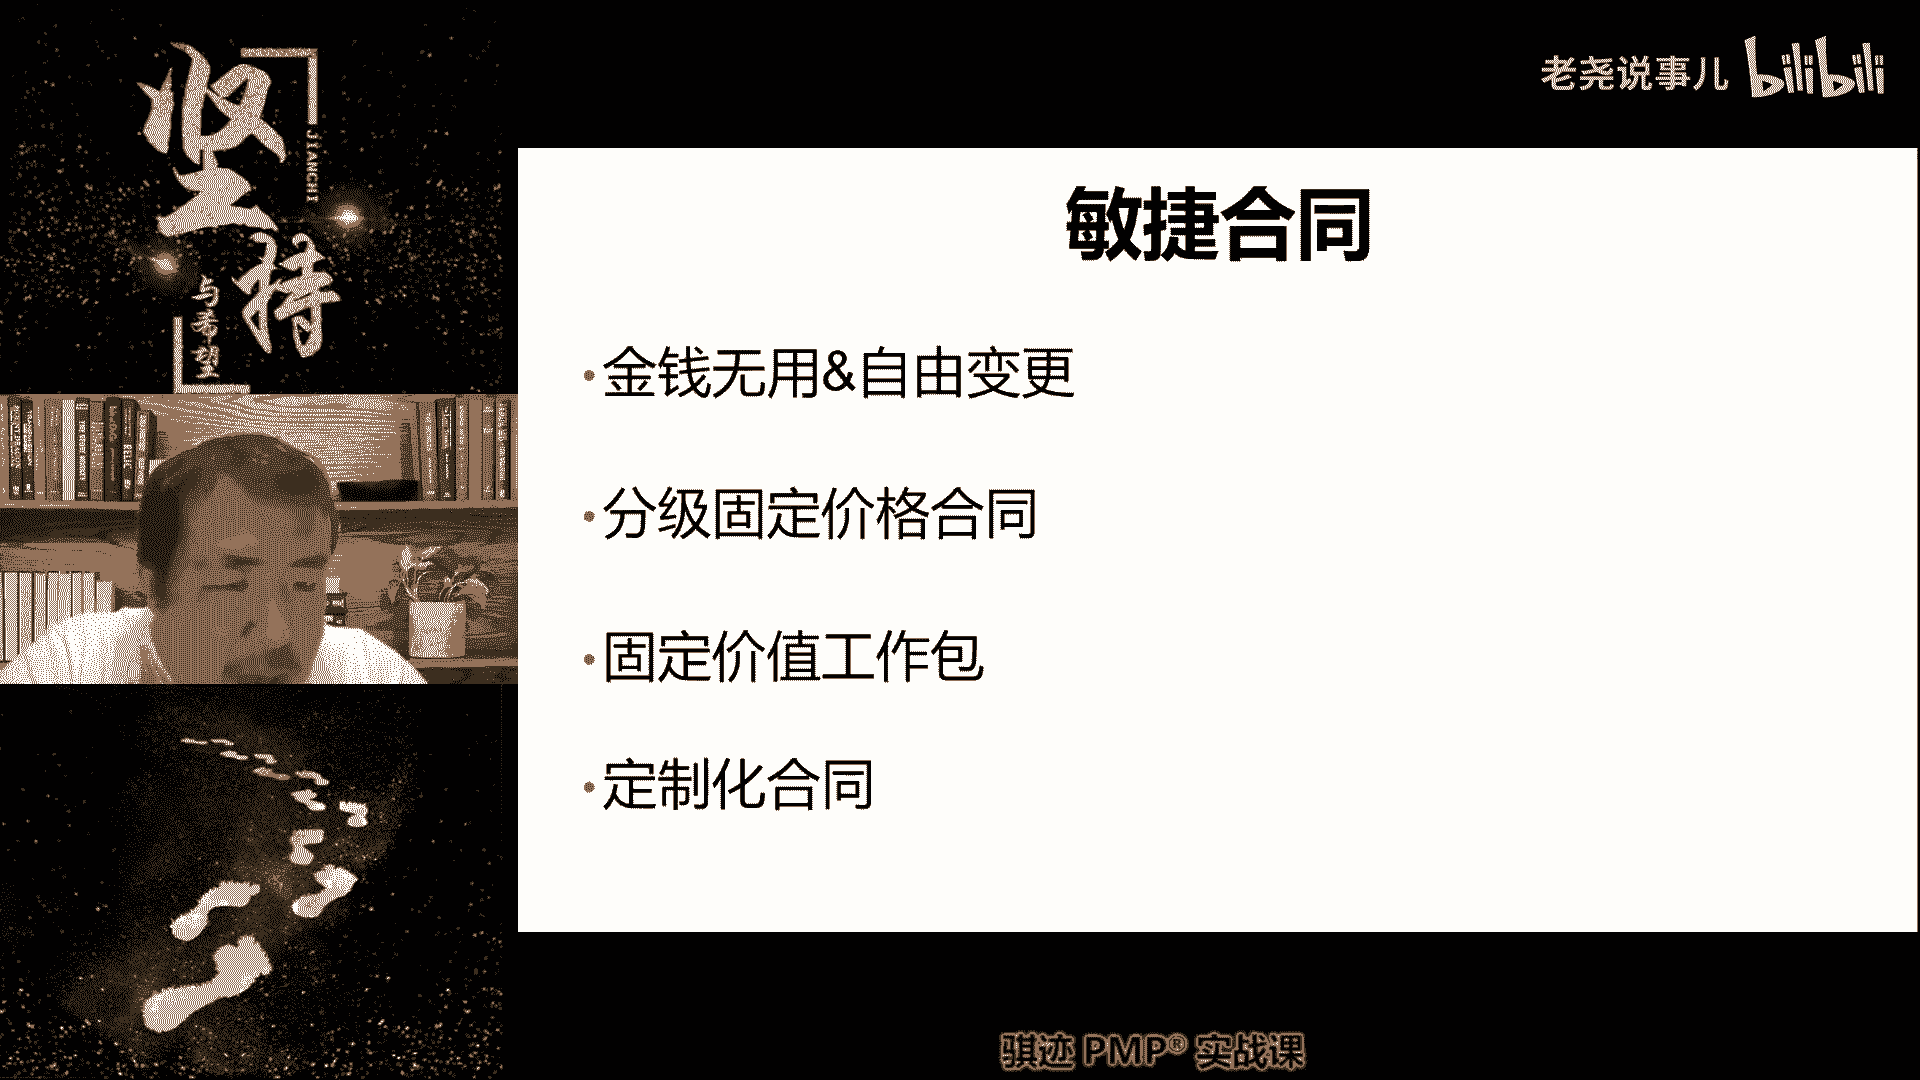 坚持
JIANCHI
与希望
老尧说事儿 bilibili
敏捷合同
•金钱无用&自由变更
•分级固定价格合同
•固定价值工作包
•定制化合同
骐迹 PMP® 实战课